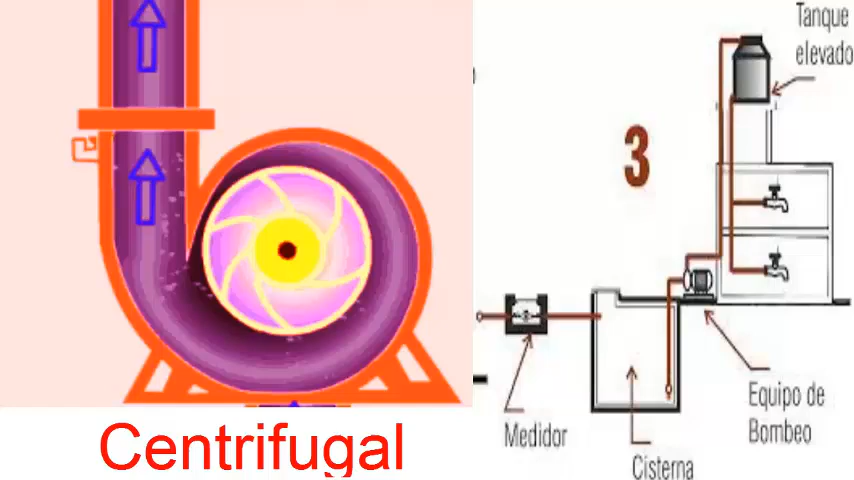 Centrifugal
3
Tanque
elevado
Medidor
Cisterna
Equipo de
Bombeo